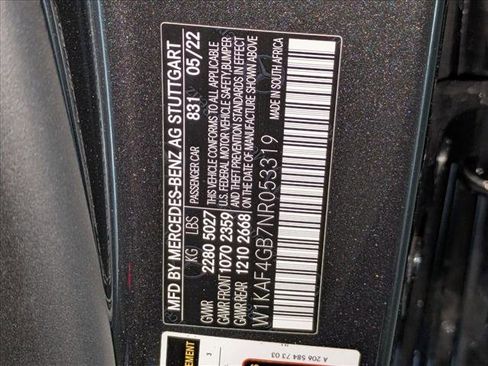 MFD BY MERCEDES-BENZ AG STUTTGART
831 05/22
KG LBS PASSENGER CAR
GVWR 2280 5027
GAWR FRONT 1070 2359
GAWR REAR 1210 2668
THIS VEHICLE CONFORMS TO ALL APPLICABLE
U.S. FEDERAL MOTOR VEHICLE SAFETY, BUMPER
AND THEFT PREVENTION STANDARDS IN EFFECT
ON THE DATE OF MANUFACTURE SHOWN ABOVE
MADE IN SOUTH AFRICA
W1KAF4GB7NR053319
A 206 584 73 03
3